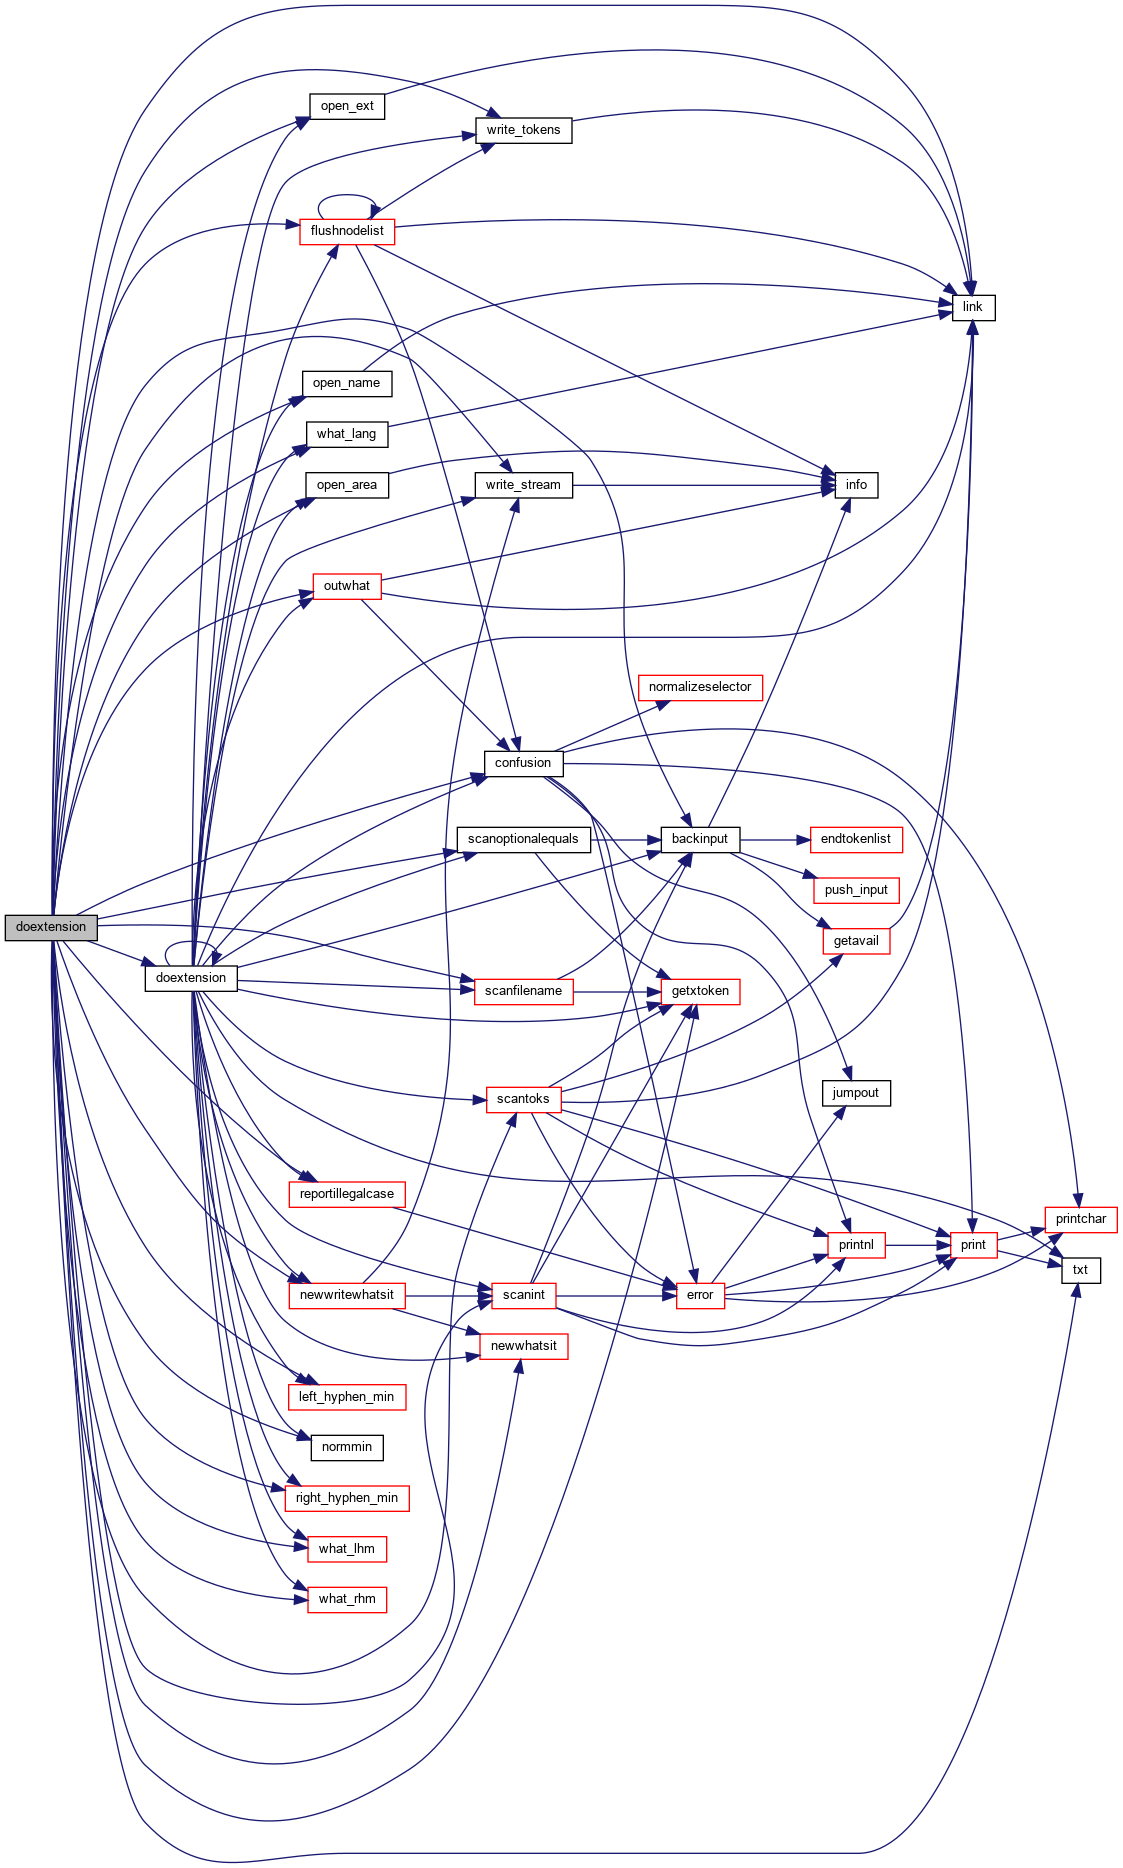 open_ext
write_tokens
flushnodelist
link
open_name
what_lang
open_area
write_stream
info
outwhat
normalizeselector
confusion
scanoptionalequals
backinput
endtokenlist
push_input
doextension
getavail
doextension
scanfilename
getxtoken
jumpout
scantoks
reportillegalcase
printchar
printnl
print
txt
newwritewhatsit
scanint
error
newwhatsit
left_hyphen_min
normmin
right_hyphen_min
what_lhm
what_rhm